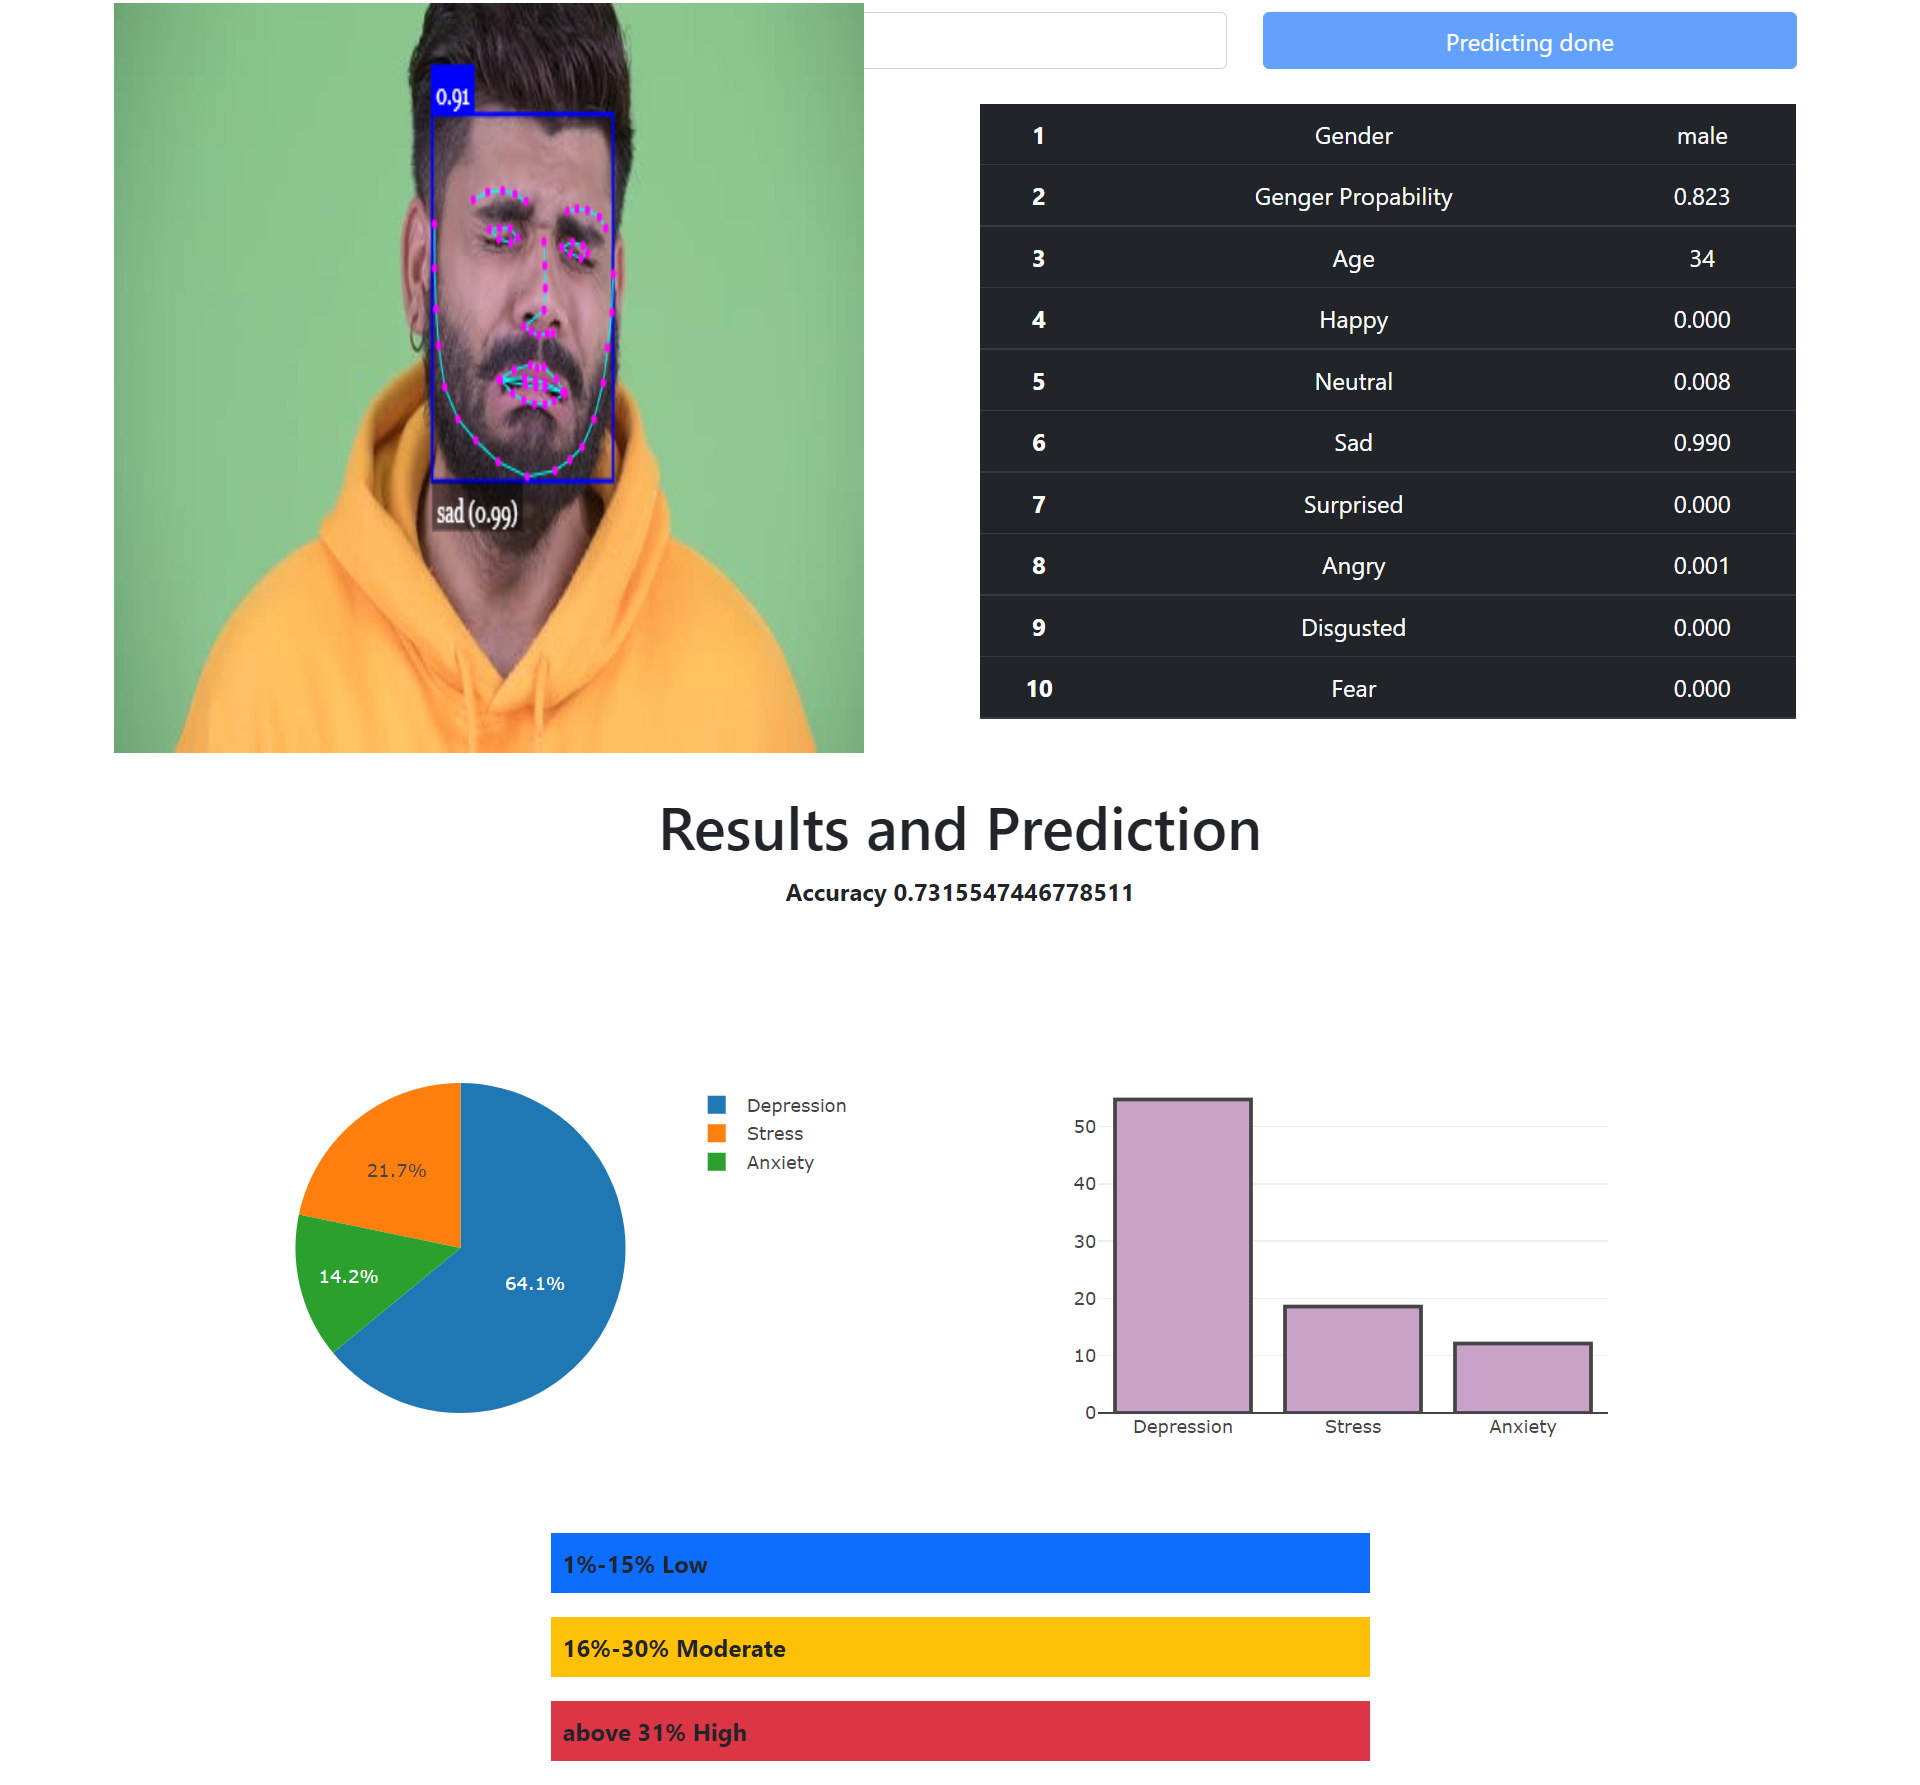 0.91
sad (0.99)
Predicting done
1 Gender male
2 Genger Propability 0.823
3 Age 34
4 Happy 0.000
5 Neutral 0.008
6 Sad 0.990
7 Surprised 0.000
8 Angry 0.001
9 Disgusted 0.000
10 Fear 0.000
Results and Prediction
Accuracy 0.7315547446778511
21.7%
14.2%
64.1%
Depression
Stress
Anxiety
50
40
30
20
10
0
Depression Stress Anxiety
1%-15% Low
16%-30% Moderate
above 31% High